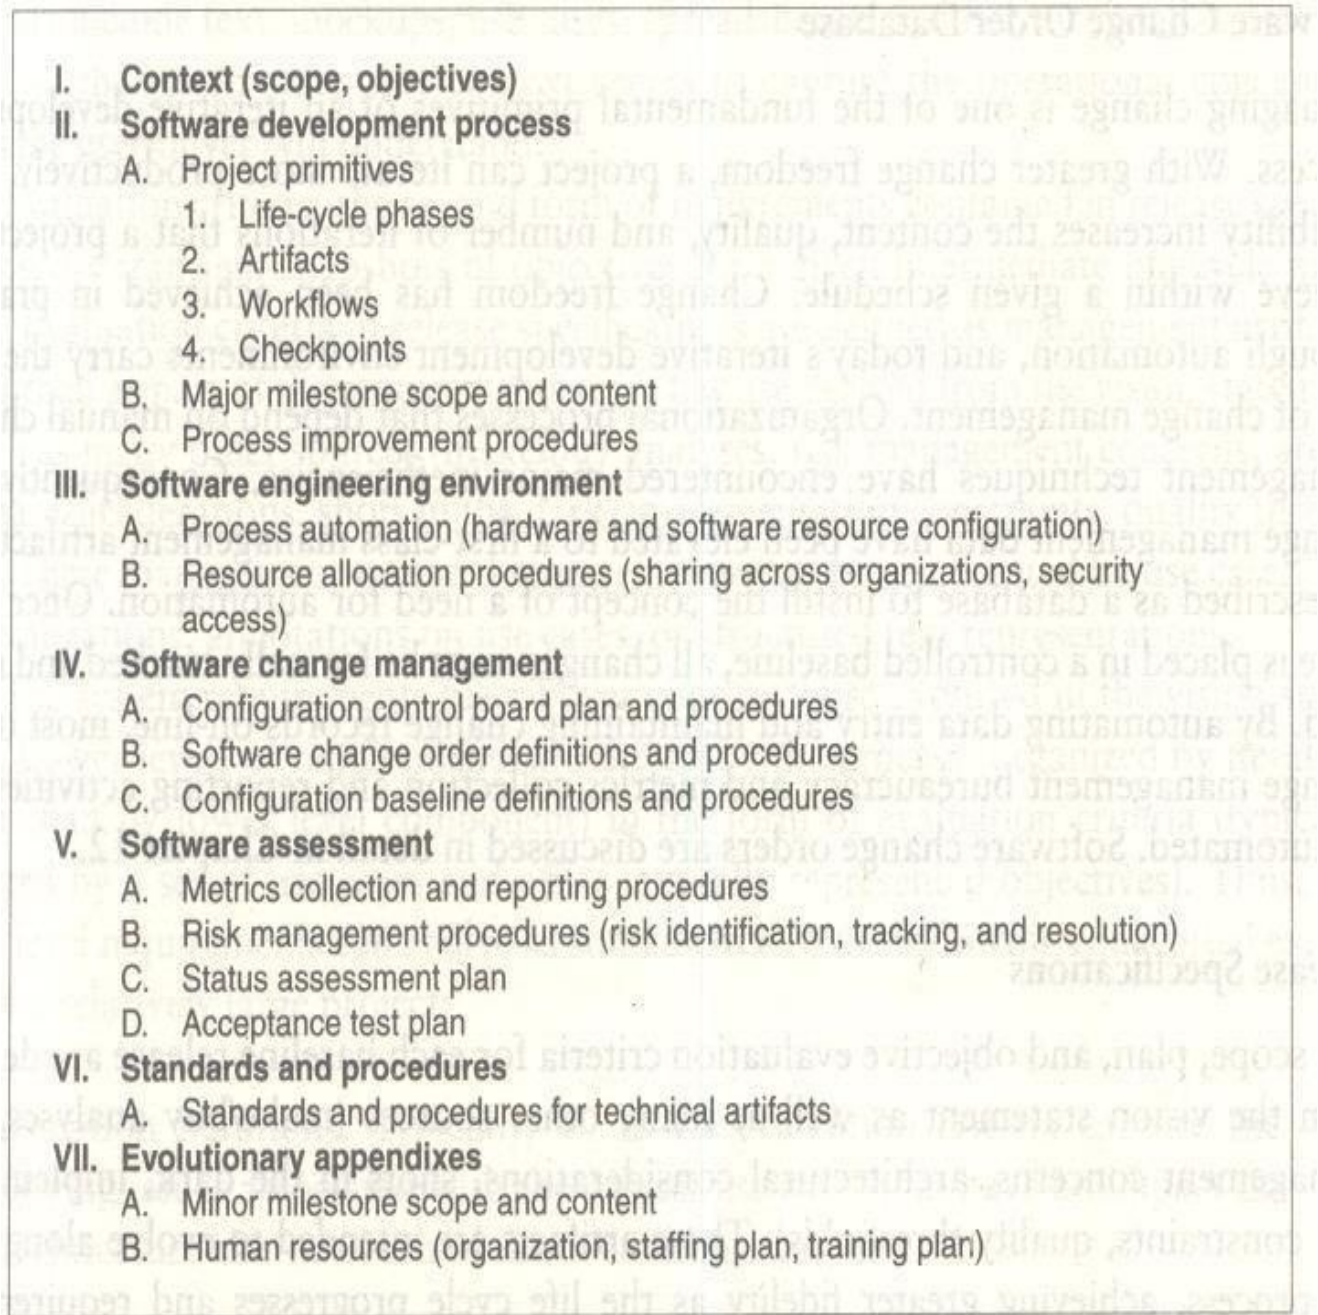 I. Context (scope, objectives)
II. Software development process
A. Project primitives
1. Life-cycle phases
2. Artifacts
3. Workflows
4. Checkpoints
B. Major milestone scope and content
C. Process improvement procedures
III. Software engineering environment
A. Process automation (hardware and software resource configuration)
B. Resource allocation procedures (sharing across organizations, security
access)
IV. Software change management
A. Configuration control board plan and procedures
B. Software change order definitions and procedures
C. Configuration baseline definitions and procedures
V. Software assessment
A. Metrics collection and reporting procedures
B. Risk management procedures (risk identification, tracking, and resolution)
C. Status assessment plan
D. Acceptance test plan
VI. Standards and procedures
A. Standards and procedures for technical artifacts
VII. Evolutionary appendixes
A. Minor milestone scope and content
B. Human resources (organization, staffing plan, training plan)